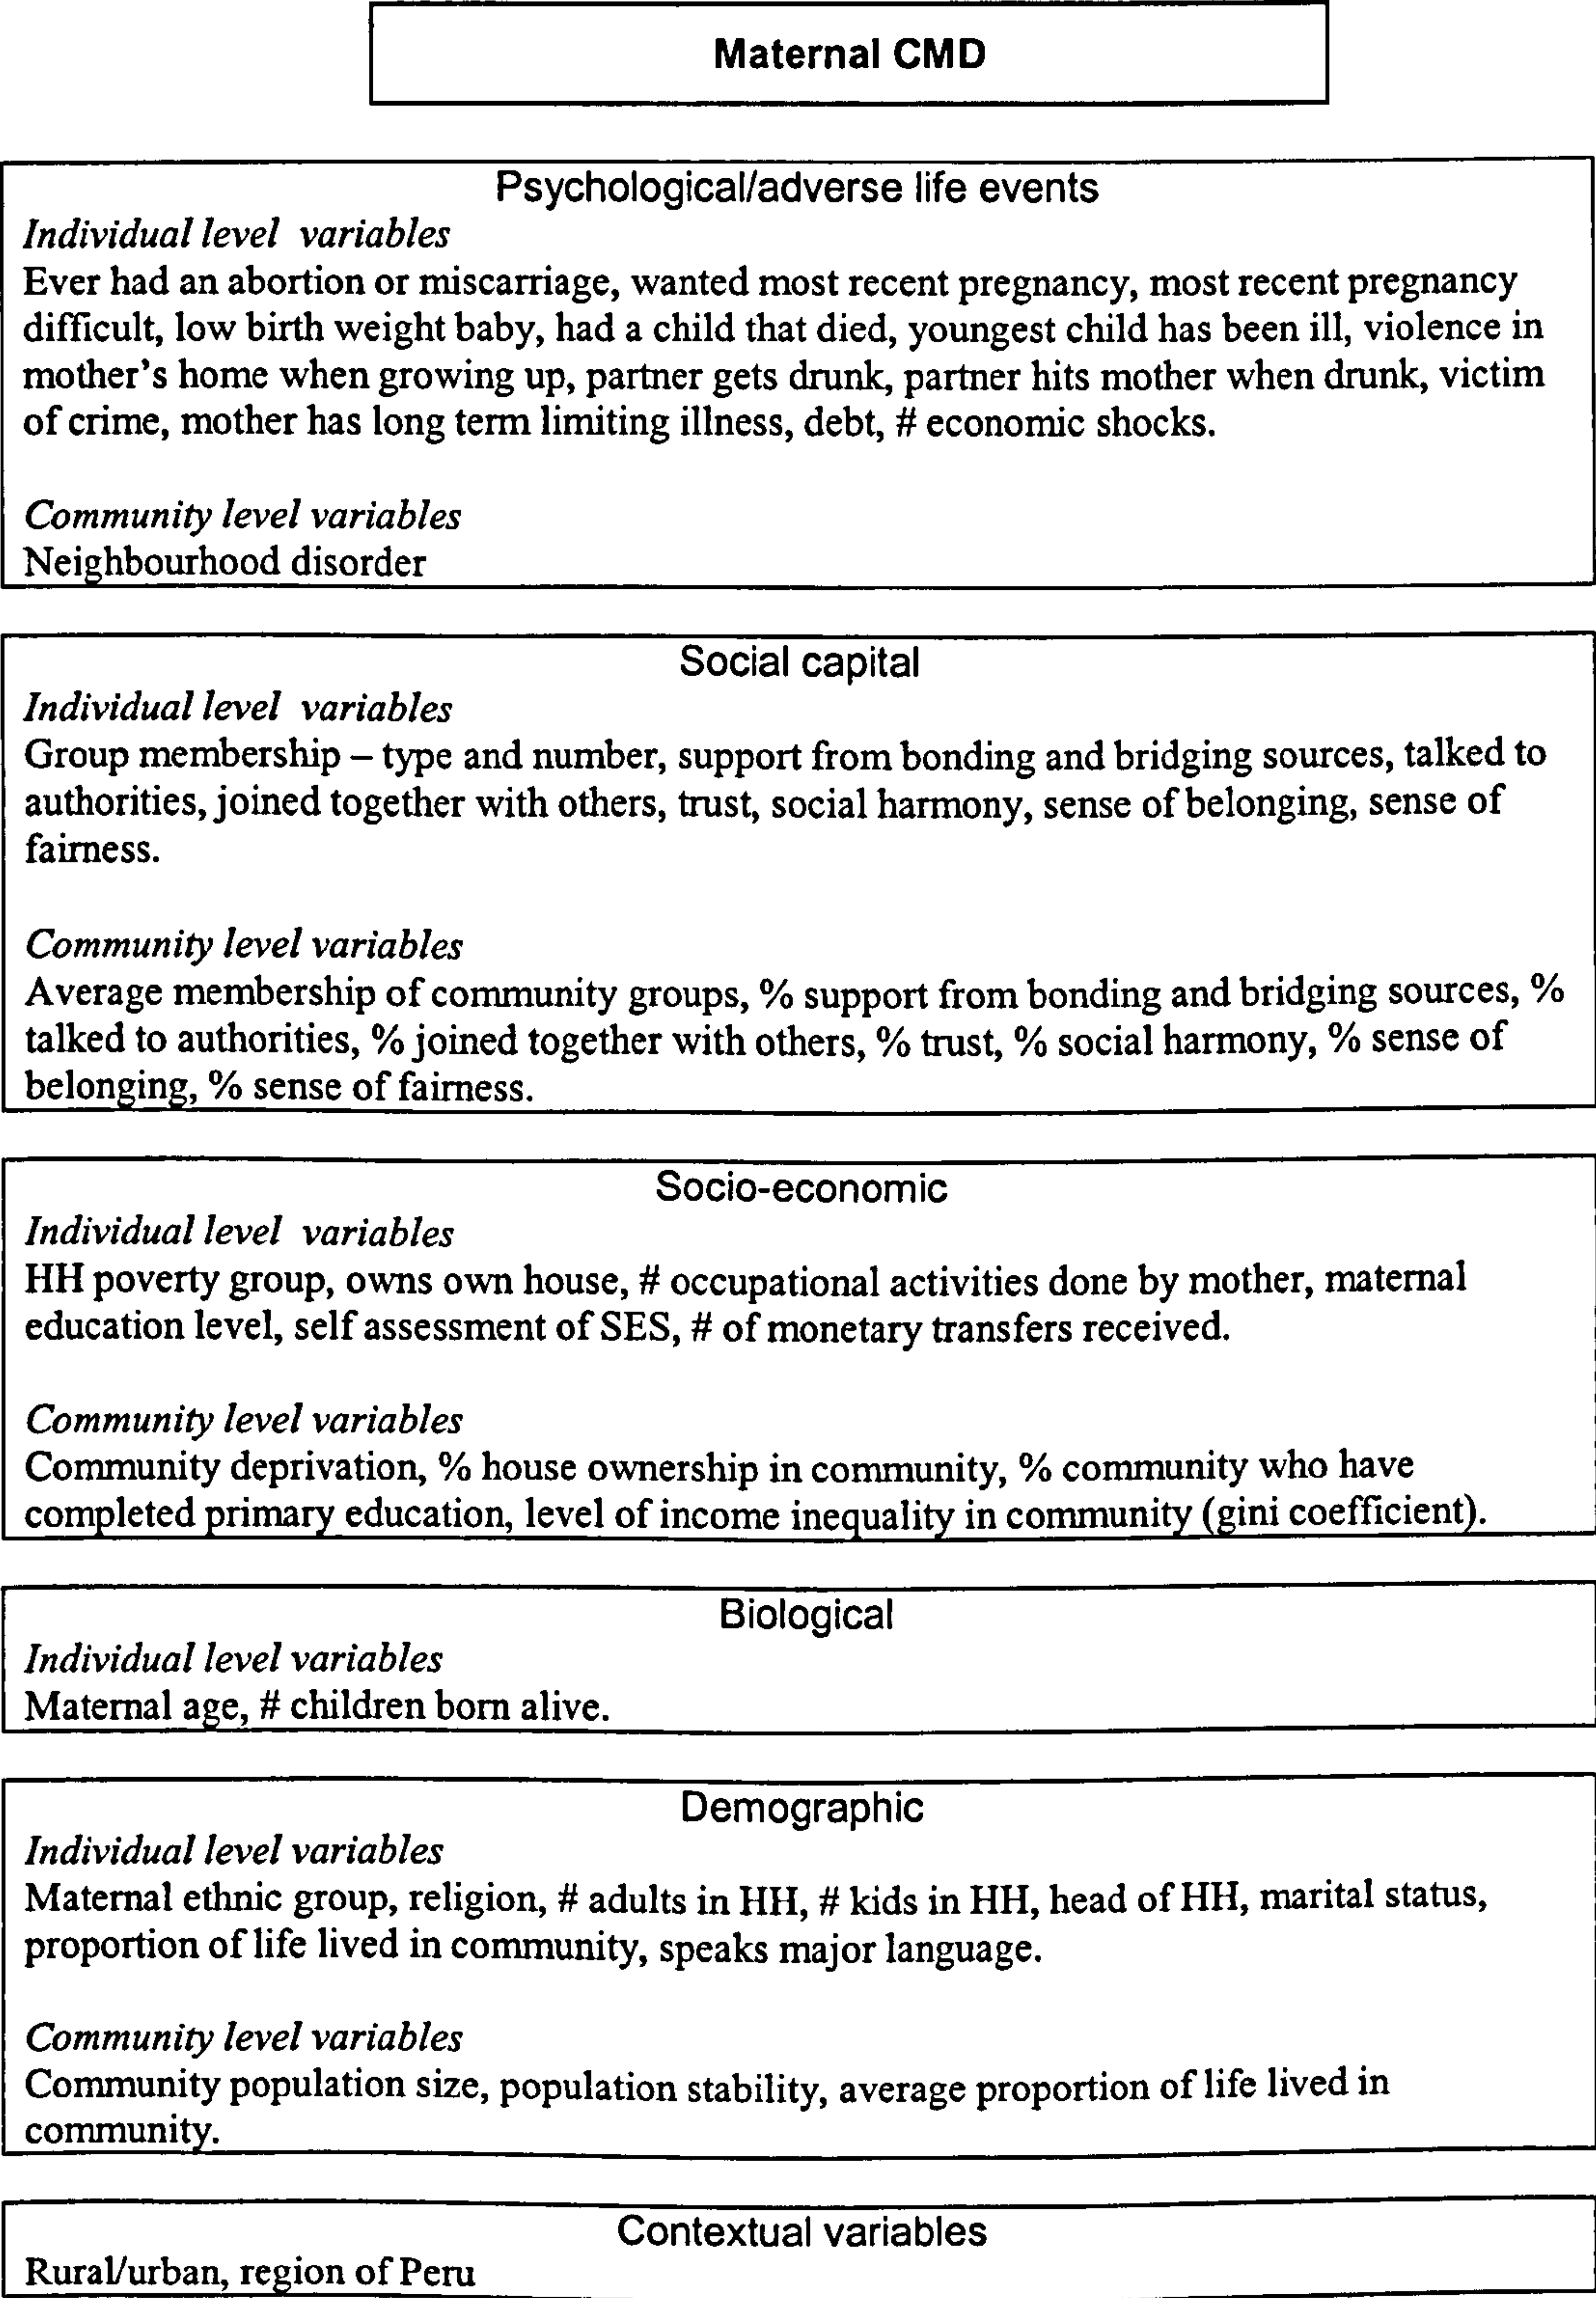 Maternal CMD
Psychological/adverse life events
Individual level variables
Ever had an abortion or miscarriage, wanted most recent pregnancy, most recent pregnancy
difficult, low birth weight baby, had a child that died, youngest child has been ill, violence in
mother's home when growing up, partner gets drunk, partner hits mother when drunk, victim
of crime, mother has long term limiting illness, debt, # economic shocks.
Community level variables
Neighbourhood disorder
Social capital
Individual level variables
Group membership – type and number, support from bonding and bridging sources, talked to
authorities, joined together with others, trust, social harmony, sense of belonging, sense of
fairness.
Community level variables
Average membership of community groups, % support from bonding and bridging sources, %
talked to authorities, % joined together with others, % trust, % social harmony, % sense of
belonging, % sense of fairness.
Socio-economic
Individual level variables
HH poverty group, owns own house, # occupational activities done by mother, maternal
education level, self assessment of SES, # of monetary transfers received.
Community level variables
Community deprivation, % house ownership in community, % community who have
completed primary education, level of income inequality in community (gini coefficient).
Biological
Individual level variables
Maternal age, # children born alive.
Demographic
Individual level variables
Maternal ethnic group, religion, # adults in HH, # kids in HH, head of HH, marital status,
proportion of life lived in community, speaks major language.
Community level variables
Community population size, population stability, average proportion of life lived in
community.
Contextual variables
Rural/urban, region of Peru